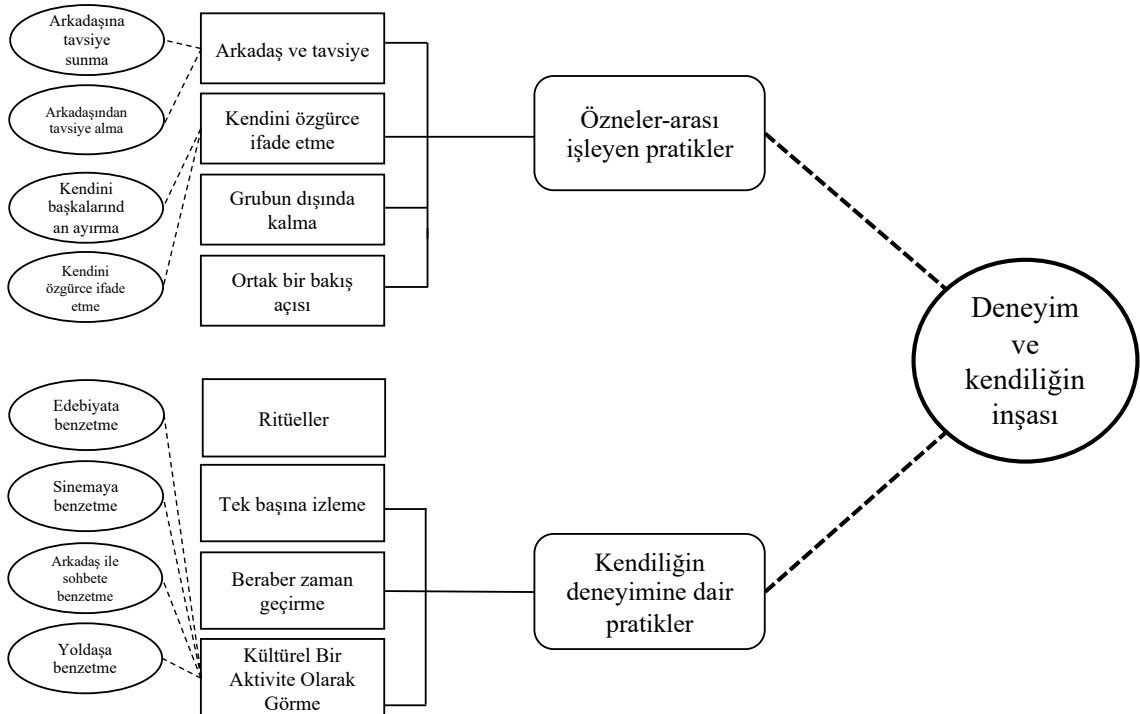 Arkadaşına
tavsiye
sunma
Arkadaşından
tavsiye alma
Kendini
başkalarınd
an ayırma
Kendini
özgürce ifade
etme
Arkadaş ve tavsiye
Kendini özgürce
ifade etme
Grubun dışında
kalma
Ortak bir bakış
açısı
Özneler-arası
işleyen pratikler
Edebiyata
benzetme
Sinemaya
benzetme
Arkadaş ile
sohbete
benzetme
Yoldaşa
benzetme
Ritüeller
Tek başına izleme
Beraber zaman
geçirme
Kültürel Bir
Aktivite Olarak
Görme
Kendiliğin
deneyimine dair
pratikler
Deneyim
ve
kendiliğin
inşası